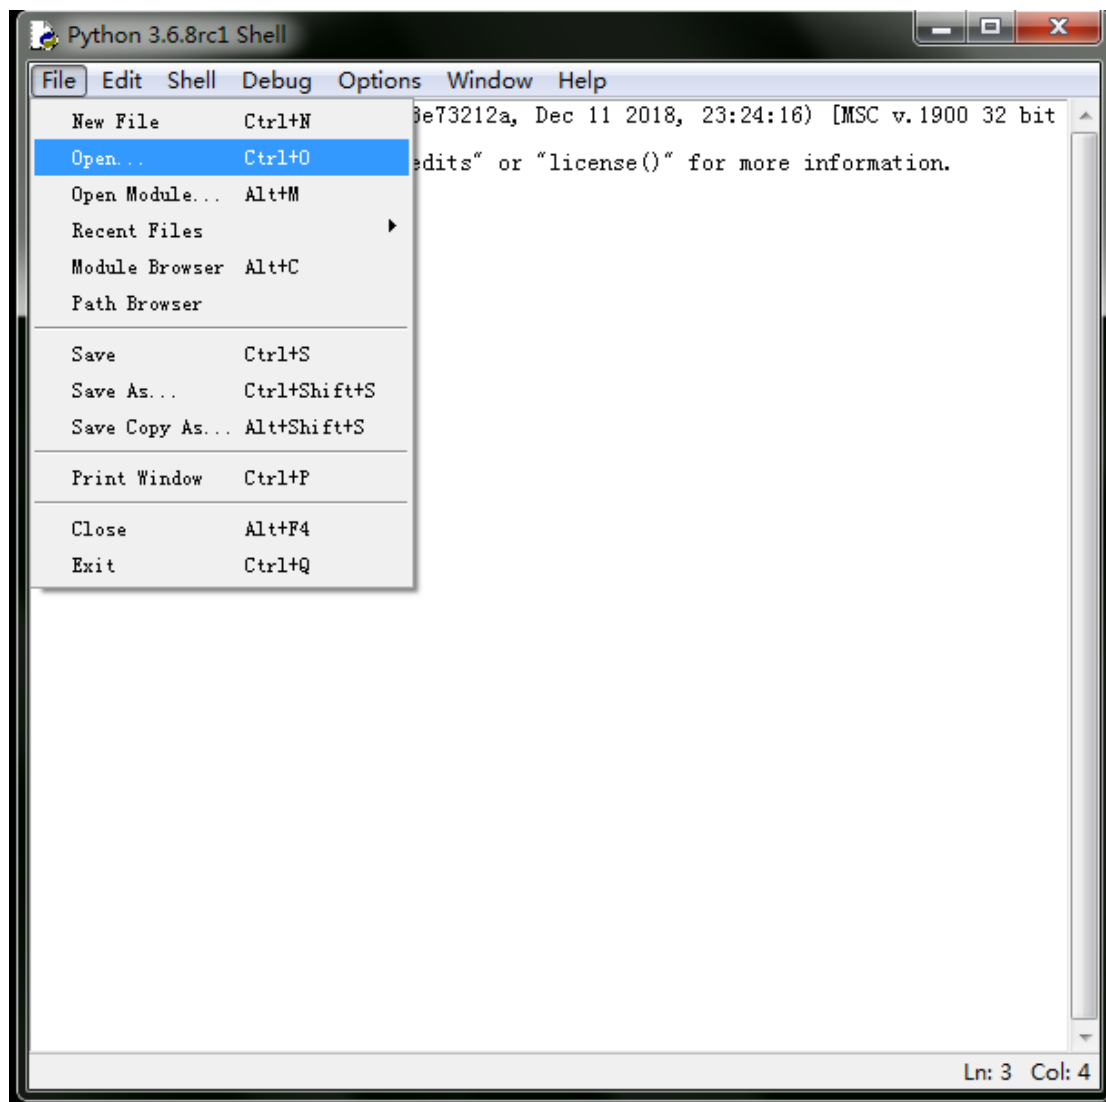 Python 3.6.8rc1 Shell
File Edit Shell Debug Options Window Help
New File Ctrl+N
Open... Ctrl+O
Open Module... Alt+M
Recent Files
Module Browser Alt+C
Path Browser
Save Ctrl+S
Save As... Ctrl+Shift+S
Save Copy As... Alt+Shift+S
Print Window Ctrl+P
Close Alt+F4
Exit Ctrl+Q
e73212a, Dec 11 2018, 23:24:16) [MSC v.1900 32 bit
edits" or "license()" for more information.
Ln: 3 Col: 4